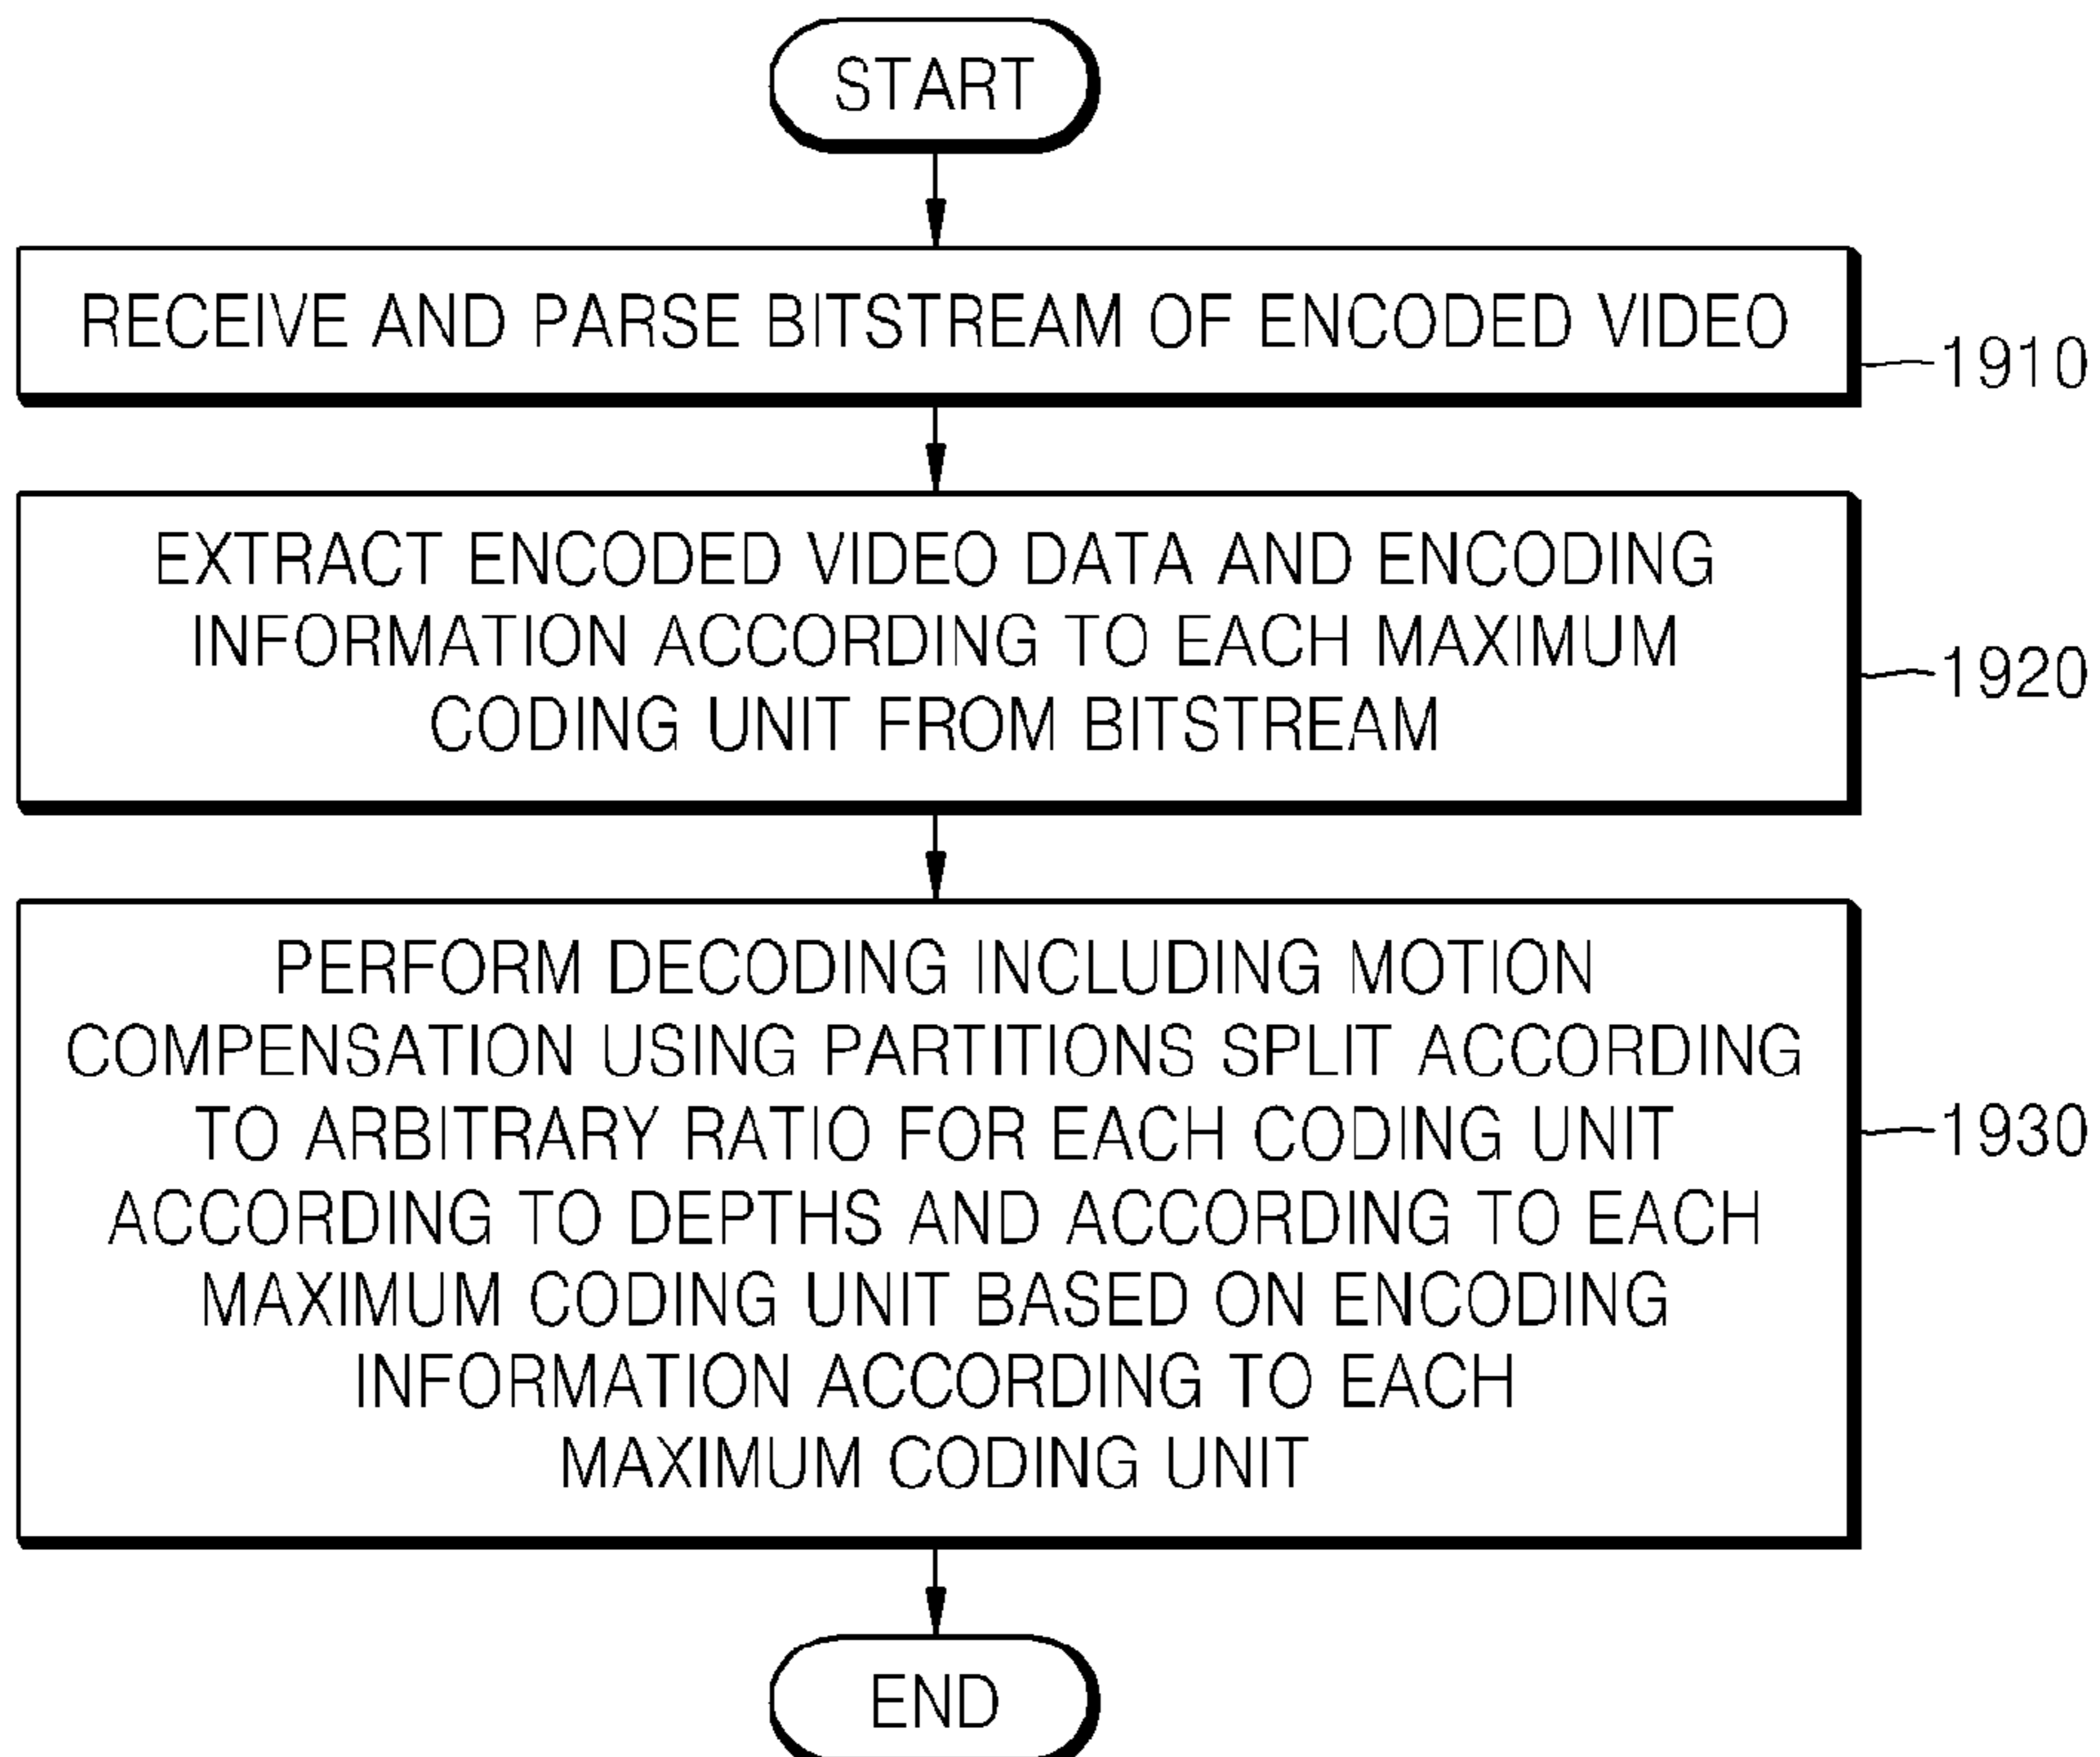 START
RECEIVE AND PARSE BITSTREAM OF ENCODED VIDEO
1910
EXTRACT ENCODED VIDEO DATA AND ENCODING
INFORMATION ACCORDING TO EACH MAXIMUM
CODING UNIT FROM BITSTREAM
1920
PERFORM DECODING INCLUDING MOTION
COMPENSATION USING PARTITIONS SPLIT ACCORDING
TO ARBITRARY RATIO FOR EACH CODING UNIT
ACCORDING TO DEPTHS AND ACCORDING TO EACH
MAXIMUM CODING UNIT BASED ON ENCODING
INFORMATION ACCORDING TO EACH
MAXIMUM CODING UNIT
1930
END